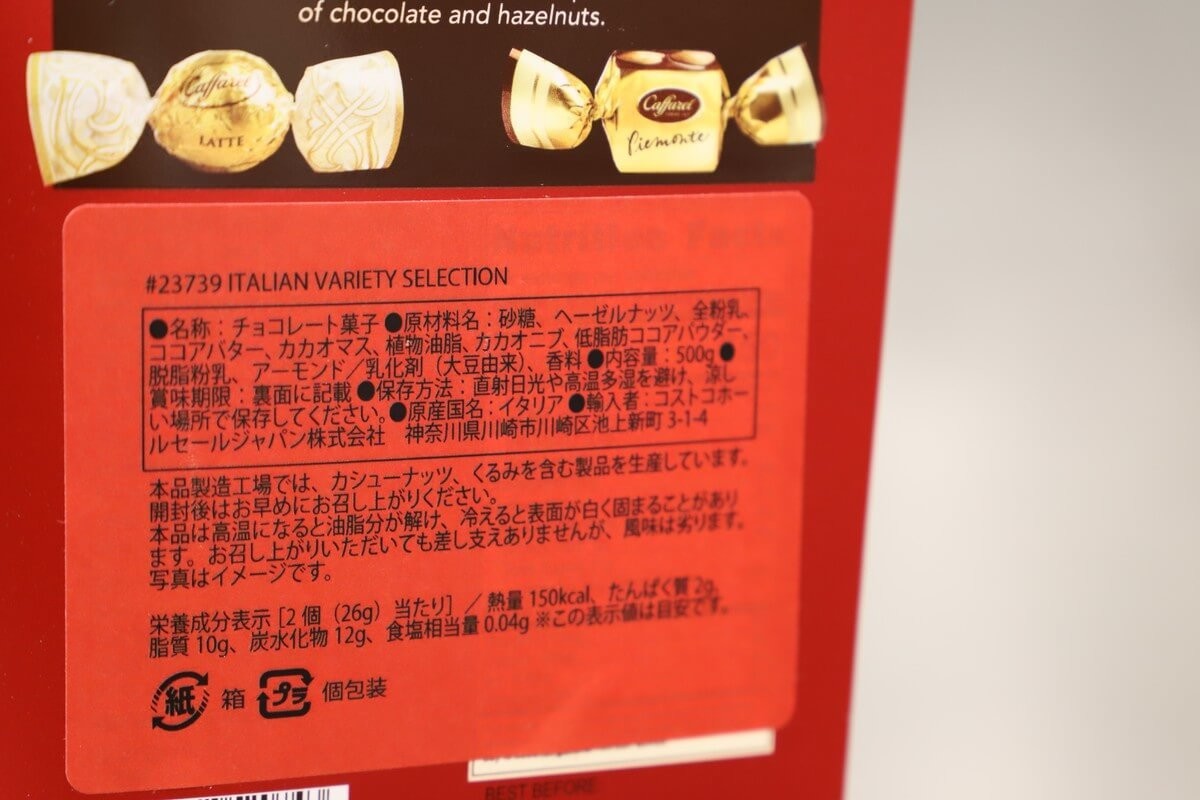 of chocolate and hazelnuts.
Caffarel
LATTE
Caffarel
Piemonte
#23739 ITALIAN VARIETY SELECTION
●名称：チョコレート菓子 ●原材料名：砂糖、ヘーゼルナッツ、全粉乳、
ココアバター、カカオマス、植物油脂、カカオニブ、低脂肪ココアパウダー、
脱脂粉乳、アーモンド／乳化剤（大豆由来）、香料 ●内容量：500g ●
賞味期限：裏面に記載 ●保存方法：直射日光や高温多湿を避け、涼し
い場所で保存してください。●原産国名：イタリア ●輸入者：コストコホー
ルセールジャパン株式会社　神奈川県川崎市川崎区池上新町 3-1-4
本品製造工場では、カシューナッツ、くるみを含む製品を生産しています。
開封後はお早めにお召し上がりください。
本品は高温になると油脂分が解け、冷えると表面が白く固まることがあり
ます。お召し上がりいただいても差し支えありませんが、風味は劣ります。
写真はイメージです。
栄養成分表示［2 個（26g）当たり］／熱量 150kcal、たんぱく質 2g、
脂質 10g、炭水化物 12g、食塩相当量 0.04g ※この表示値は目安です。
紙 箱 プラ 個包装
BEST BEFORE